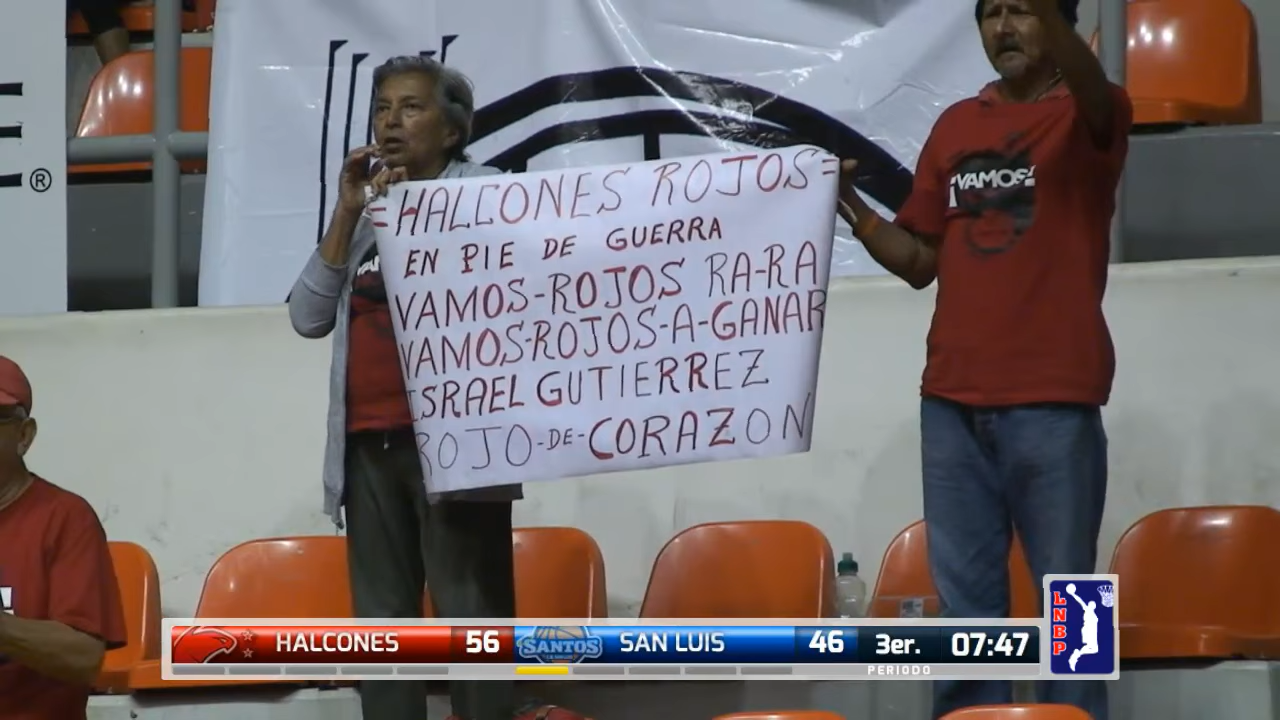 ®
¡VAMOS!
=HALCONES ROJOS=
EN PIE DE GUERRA
VAMOS-ROJOS RA-RA
VAMOS-ROJOS-A-GANAR
ISRAEL GUTIERREZ
ROJO-DE-CORAZON
HALCONES 56 SANTOS SAN LUIS 46 3er. 07:47
PERIODO
LNBP